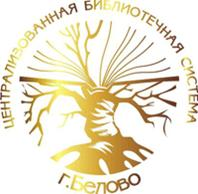 ЦЕНТРАЛИЗОВАННАЯ БИБЛИОТЕЧНАЯ СИСТЕМА
г.Белово